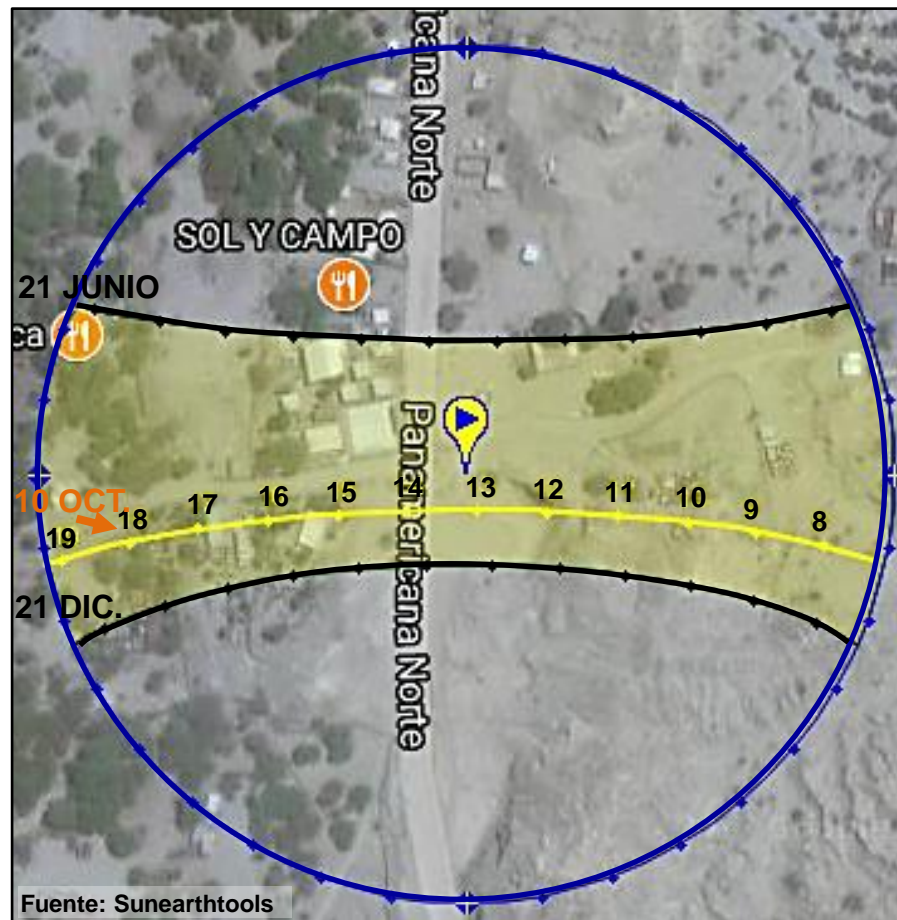 icana Norte
SOL Y CAMPO
21 JUNIO
ca
Panamericana Norte
10 OCT.
19 18 17 16 15 14 13 12 11 10 9 8
21 DIC.
Fuente: Sunearthtools